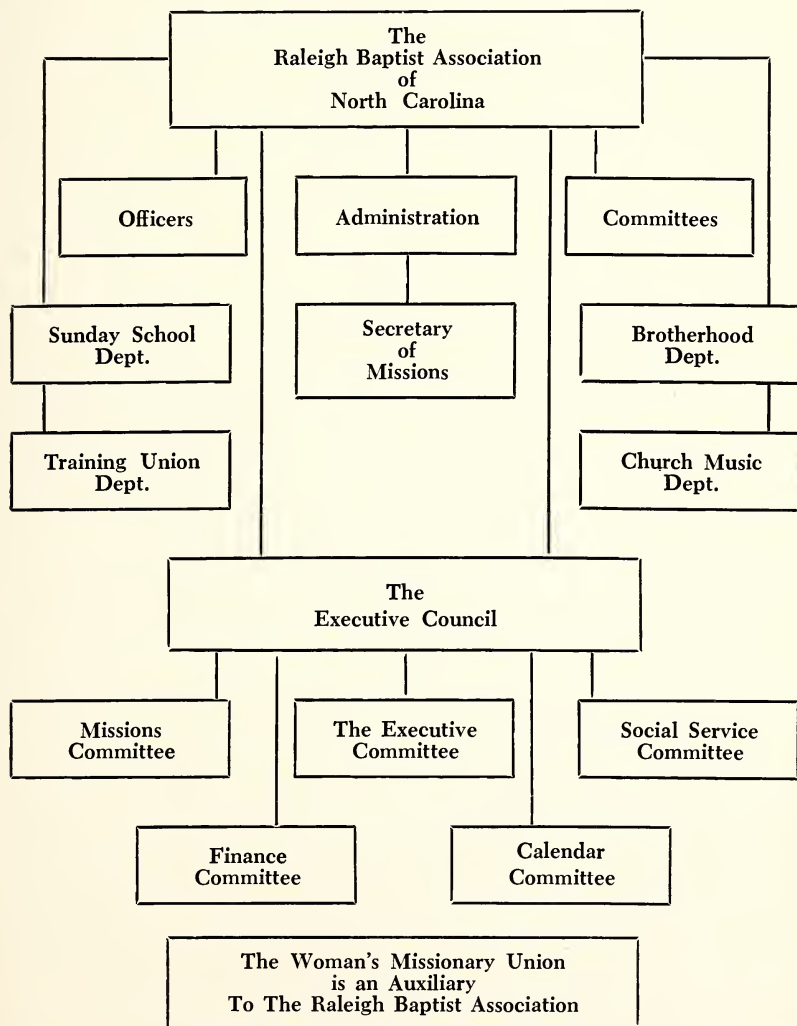 The
Raleigh Baptist Association
of
North Carolina
Officers
Administration
Committees
Sunday School
Dept.
Secretary
of
Missions
Brotherhood
Dept.
Training Union
Dept.
Church Music
Dept.
The
Executive Council
Missions
Committee
The Executive
Committee
Social Service
Committee
Finance
Committee
Calendar
Committee
The Woman's Missionary Union
is an Auxiliary
To The Raleigh Baptist Association